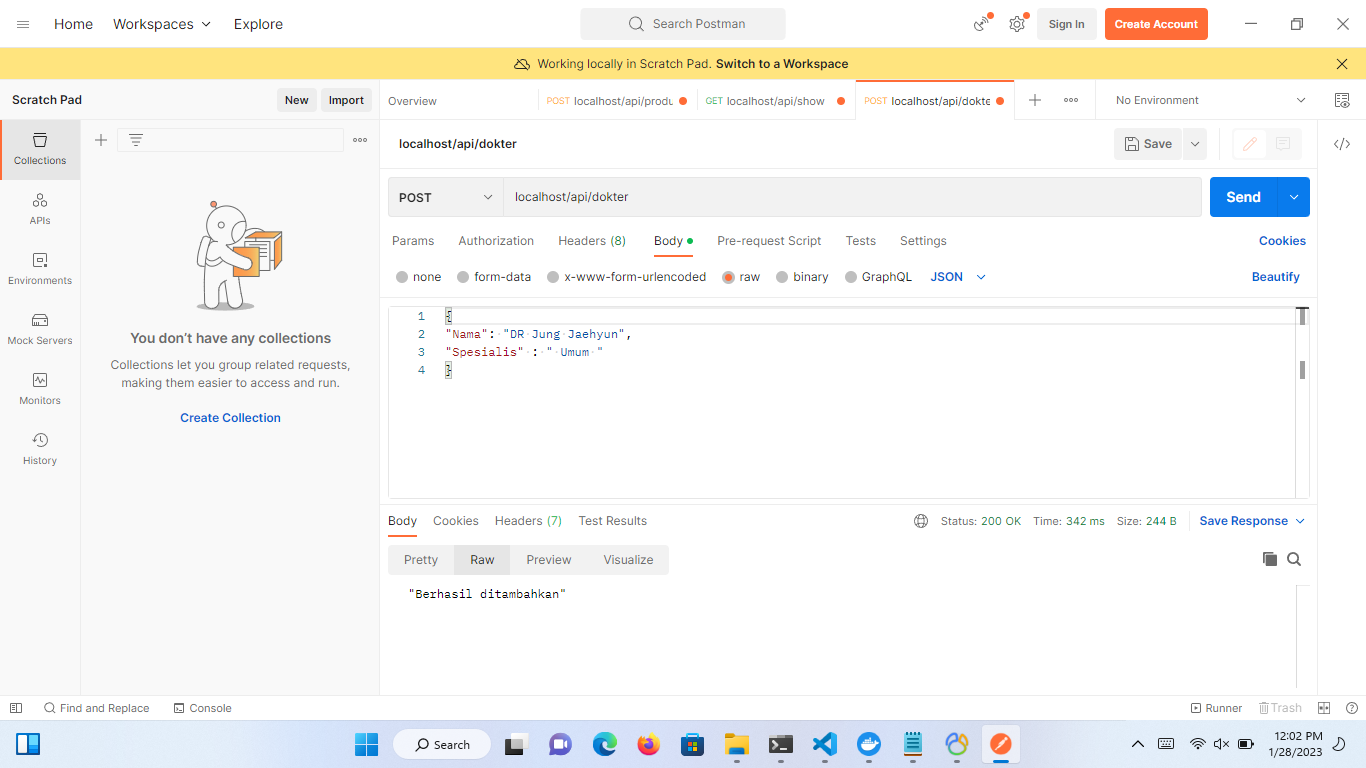 Home Workspaces Explore Search Postman Sign In Create Account
Working locally in Scratch Pad. Switch to a Workspace
Scratch Pad New Import Overview POST localhost/api/produ GET localhost/api/show POST localhost/api/dokte No Environment
Collections
APIs
Environments
Mock Servers
Monitors
History
You don't have any collections
Collections let you group related requests,
making them easier to access and run.
Create Collection
localhost/api/dokter Save
POST localhost/api/dokter Send
Params Authorization Headers (8) Body Pre-request Script Tests Settings Cookies
none form-data x-www-form-urlencoded raw binary GraphQL JSON Beautify
1 {
2 "Nama": "DR Jung Jaehyun",
3 "Spesialis" : " Umum "
4 }
Body Cookies Headers (7) Test Results Status: 200 OK Time: 342 ms Size: 244 B Save Response
Pretty Raw Preview Visualize
"Berhasil ditambahkan"
Find and Replace Console Runner Trash
Search
12:02 PM
1/28/2023